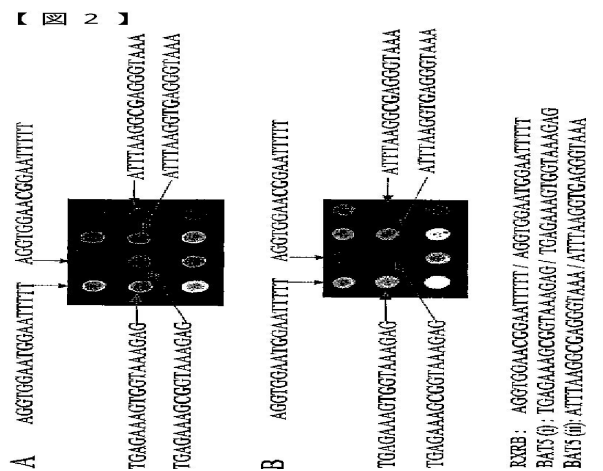 【 図 2 】
A
AGGTGGAATGGAATTTTT
AGGTGGAACGGAATTTTT
TGAGAAAGTGGTAAAGAG
TGAGAAAGCGGTAAAGAG
ATTTAAGGCGAGGGTAAA
ATTTAAGGTGAGGGTAAA
B
AGGTGGAATGGAATTTTT
AGGTGGAACGGAATTTTT
TGAGAAAGTGGTAAAGAG
TGAGAAAGCGGTAAAGAG
ATTTAAGGCGAGGGTAAA
ATTTAAGGTGAGGGTAAA
RXRB : AGGTGGAACGGAATTTTT / AGGTGGAATGGAATTTTT
BAT5 (i) : TGAGAAAGCGGTAAAGAG / TGAGAAAGTGGTAAAGAG
BAT5 (ii): ATTTAAGGCGAGGGTAAA / ATTTAAGGTGAGGGTAAA